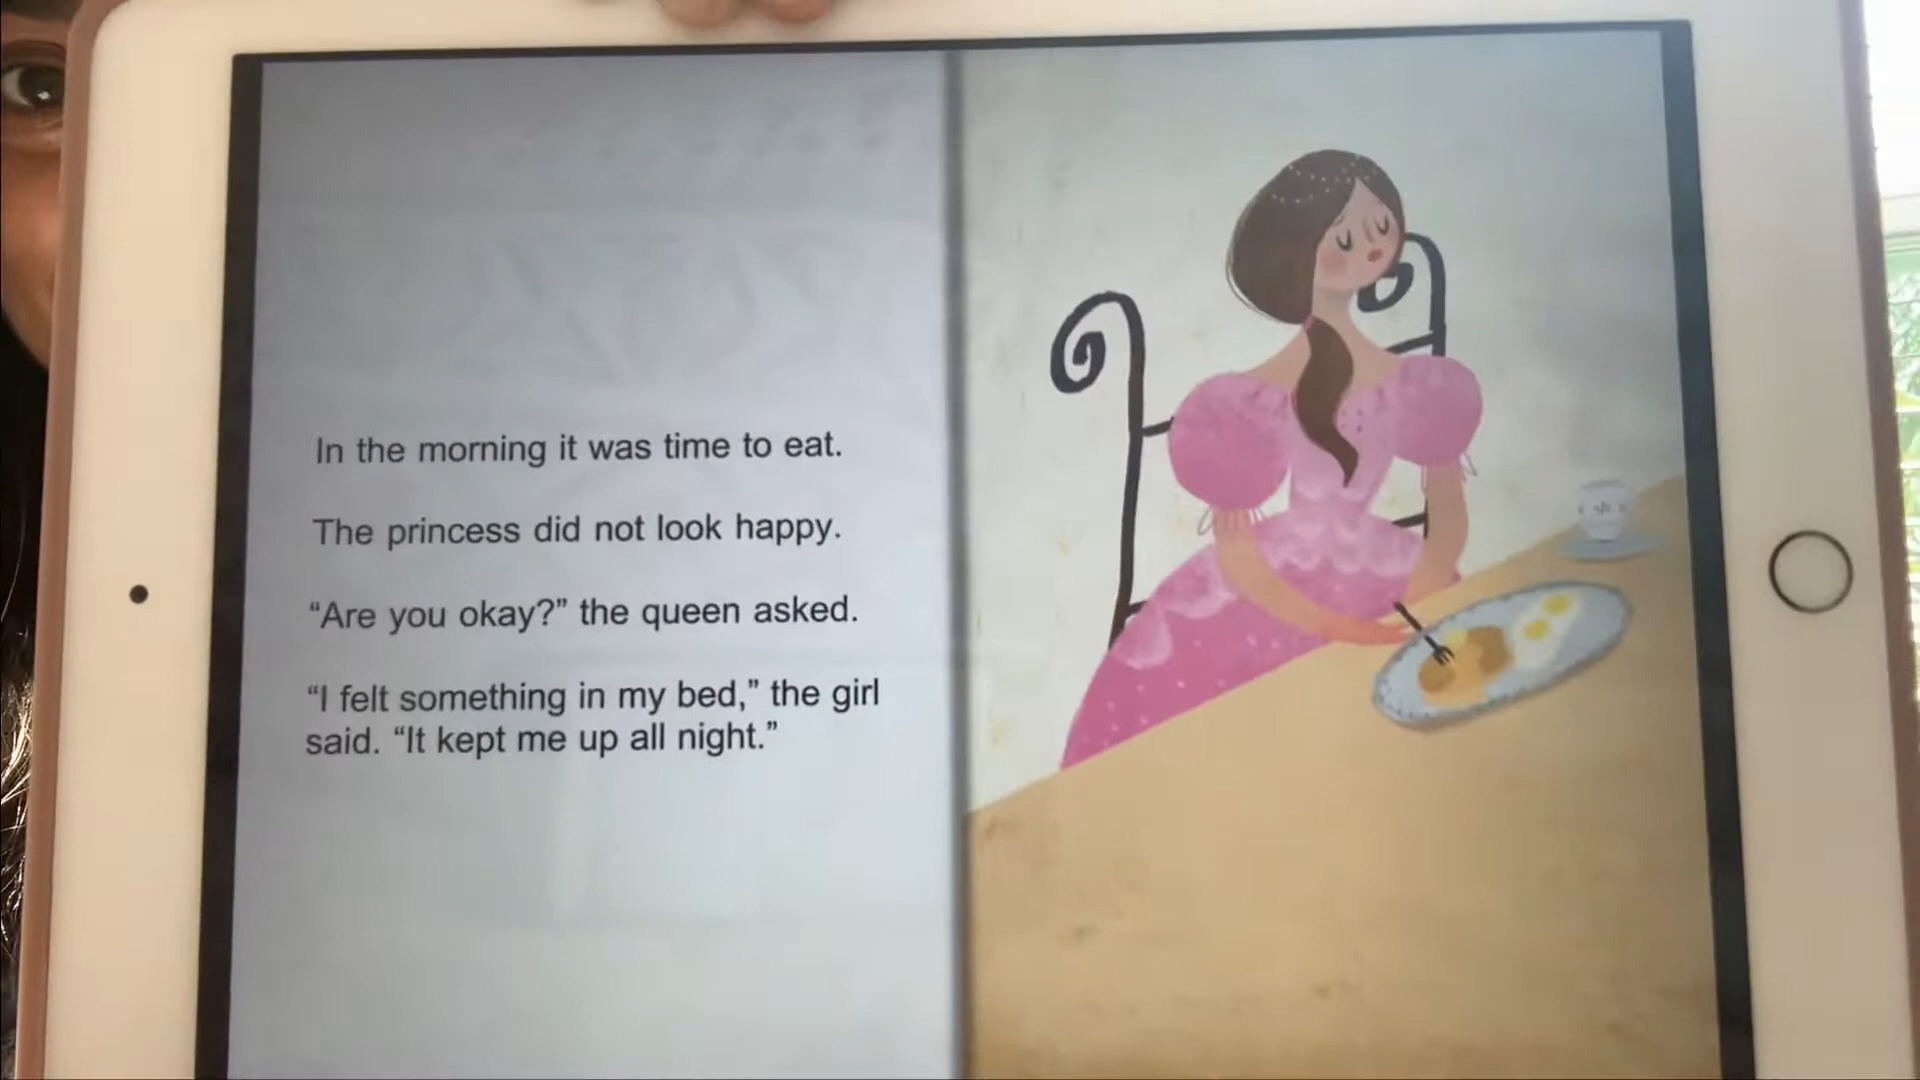 In the morning it was time to eat.
The princess did not look happy.
“Are you okay?” the queen asked.
“I felt something in my bed,” the girl
said. “It kept me up all night.”